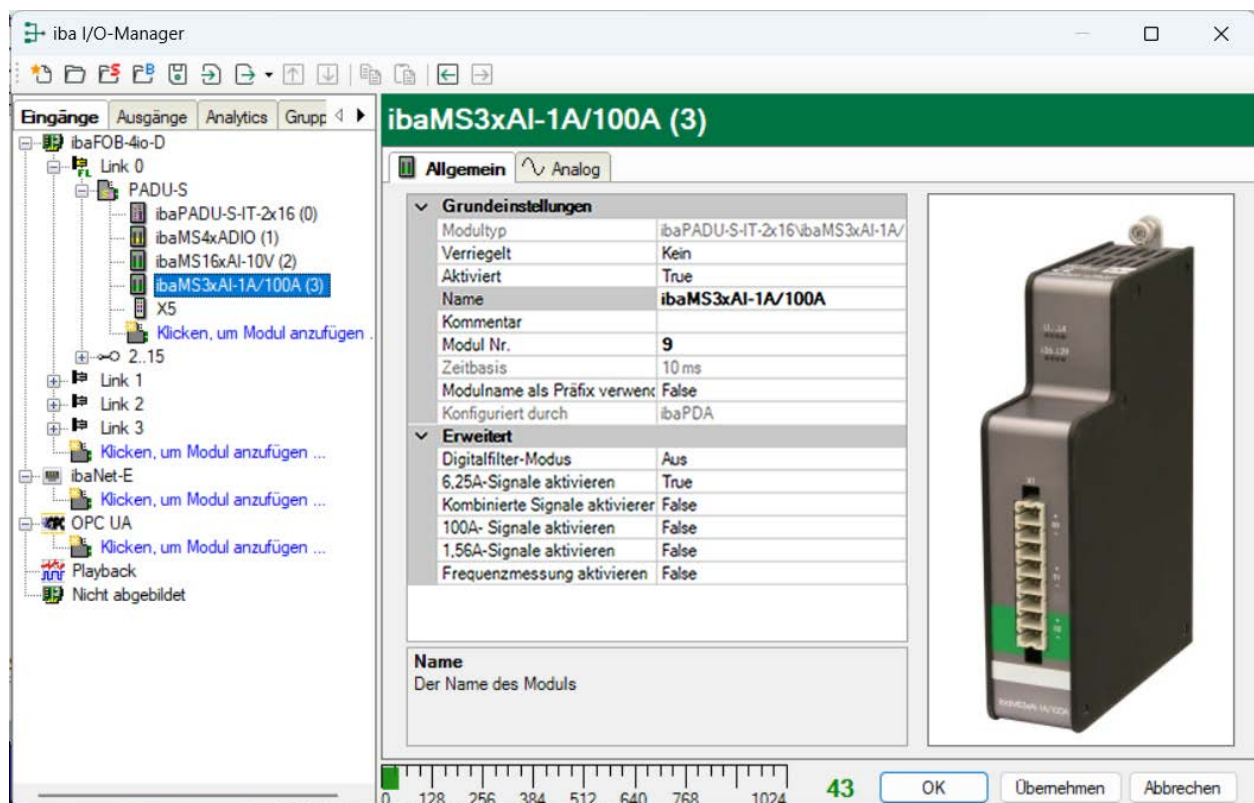 iba I/O-Manager
Eingänge Ausgänge Analytics Grupp
ibaFOB-4io-D
Link 0
PADU-S
ibaPADU-S-IT-2x16 (0)
ibaMS4xADIO (1)
ibaMS16xAI-10V (2)
ibaMS3xAI-1A/100A (3)
X5
Klicken, um Modul anzufügen .
2..15
Link 1
Link 2
Link 3
Klicken, um Modul anzufügen ...
ibaNet-E
Klicken, um Modul anzufügen ...
OPC UA
Klicken, um Modul anzufügen ...
Playback
Nicht abgebildet
ibaMS3xAI-1A/100A (3)
Allgemein Analog
Grundeinstellungen
Modultyp ibaPADU-S-IT-2x16\ibaMS3xAI-1A/
Verriegelt Kein
Aktiviert True
Name ibaMS3xAI-1A/100A
Kommentar
Modul Nr. 9
Zeitbasis 10 ms
Modulname als Präfix verwend False
Konfiguriert durch ibaPDA
Erweitert
Digitalfilter-Modus Aus
6,25A-Signale aktivieren True
Kombinierte Signale aktivierer False
100A- Signale aktivieren False
1,56A-Signale aktivieren False
Frequenzmessung aktivieren False
Name
Der Name des Moduls
X1
ibaMS3xAI-1A/100A
0 128 256 384 512 640 768 1024
43 OK Übernehmen Abbrechen